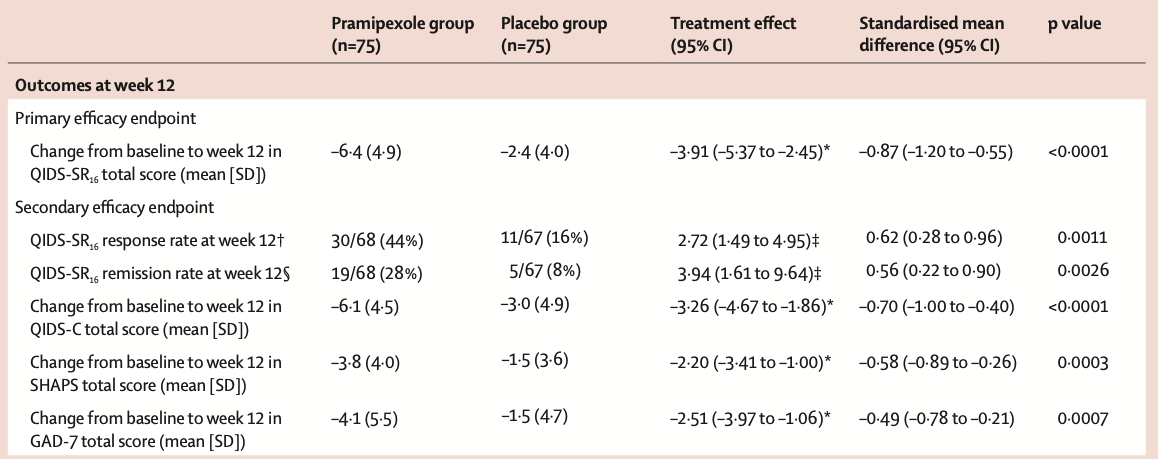 Pramipexole group (n=75) Placebo group (n=75) Treatment effect (95% CI) Standardised mean difference (95% CI) p value
Outcomes at week 12
Primary efficacy endpoint
Change from baseline to week 12 in QIDS-SR16 total score (mean [SD]) –6·4 (4·9) –2·4 (4·0) –3·91 (–5·37 to –2·45)* –0·87 (–1·20 to –0·55) <0·0001
Secondary efficacy endpoint
QIDS-SR16 response rate at week 12† 30/68 (44%) 11/67 (16%) 2·72 (1·49 to 4·95)‡ 0·62 (0·28 to 0·96) 0·0011
QIDS-SR16 remission rate at week 12§ 19/68 (28%) 5/67 (8%) 3·94 (1·61 to 9·64)‡ 0·56 (0·22 to 0·90) 0·0026
Change from baseline to week 12 in QIDS-C total score (mean [SD]) –6·1 (4·5) –3·0 (4·9) –3·26 (–4·67 to –1·86)* –0·70 (–1·00 to –0·40) <0·0001
Change from baseline to week 12 in SHAPS total score (mean [SD]) –3·8 (4·0) –1·5 (3·6) –2·20 (–3·41 to –1·00)* –0·58 (–0·89 to –0·26) 0·0003
Change from baseline to week 12 in GAD-7 total score (mean [SD]) –4·1 (5·5) –1·5 (4·7) –2·51 (–3·97 to –1·06)* –0·49 (–0·78 to –0·21) 0·0007